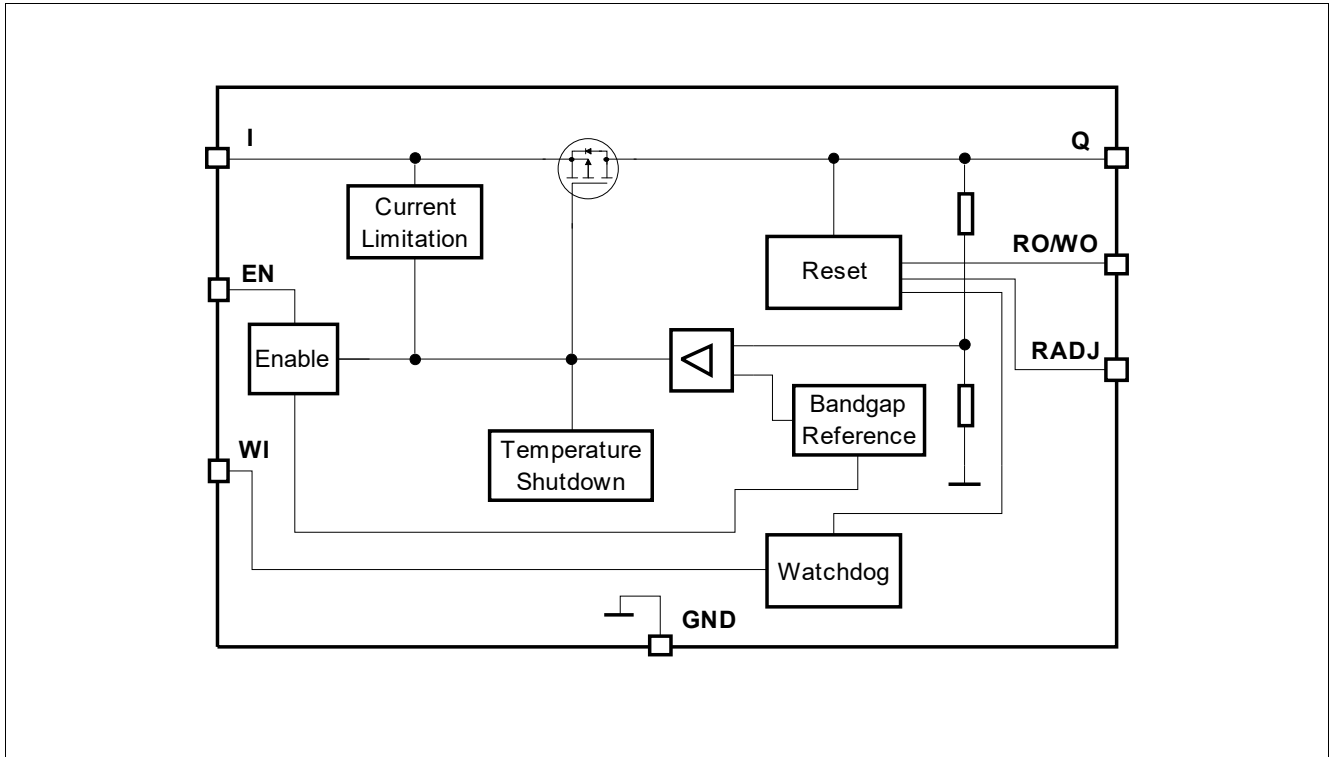 I
Q
Current
Limitation
RO/WO
Reset
EN
Enable
RADJ
Bandgap
Reference
WI
Temperature
Shutdown
Watchdog
GND